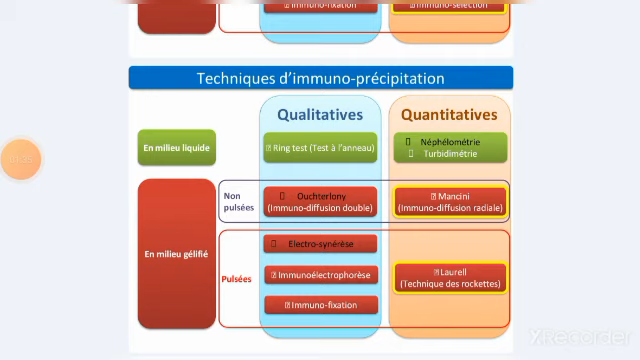 Immuno-fixation
Immuno-sélection
Techniques d'immuno-précipitation
Qualitatives
Quantitatives
En milieu liquide
Ring test (Test à l'anneau)
Néphélométrie
Turbidimétrie
Non
pulsées
Ouchterlony
(Immuno-diffusion double)
Mancini
(Immuno-diffusion radiale)
En milieu gélifié
Pulsées
Electro-synérèse
Immunoélectrophorèse
Immuno-fixation
Laurell
(Technique des rockettes)
XRecorder